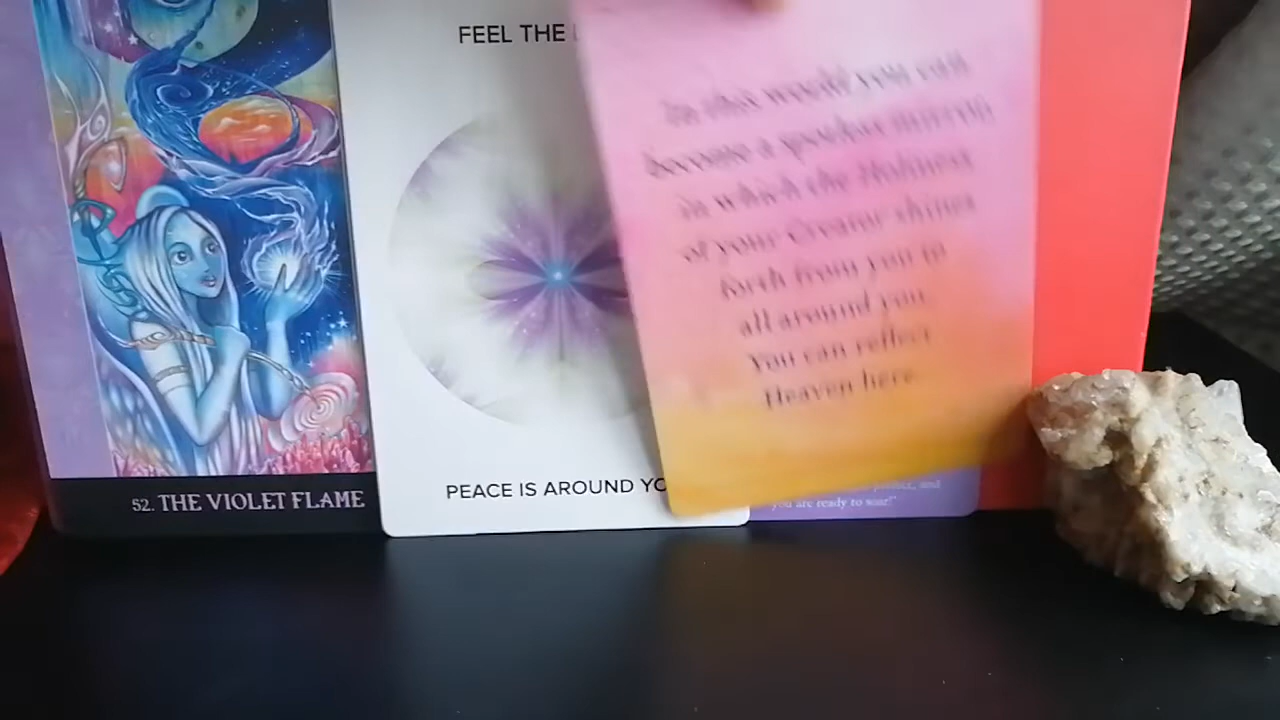 FEEL THE
52. THE VIOLET FLAME
PEACE IS AROUND
In this world you can
become a spotless mirror
in which the Holiness
of your Creator shines
forth from you to
all around you.
You can reflect
Heaven here.
and
you are ready to soar!"